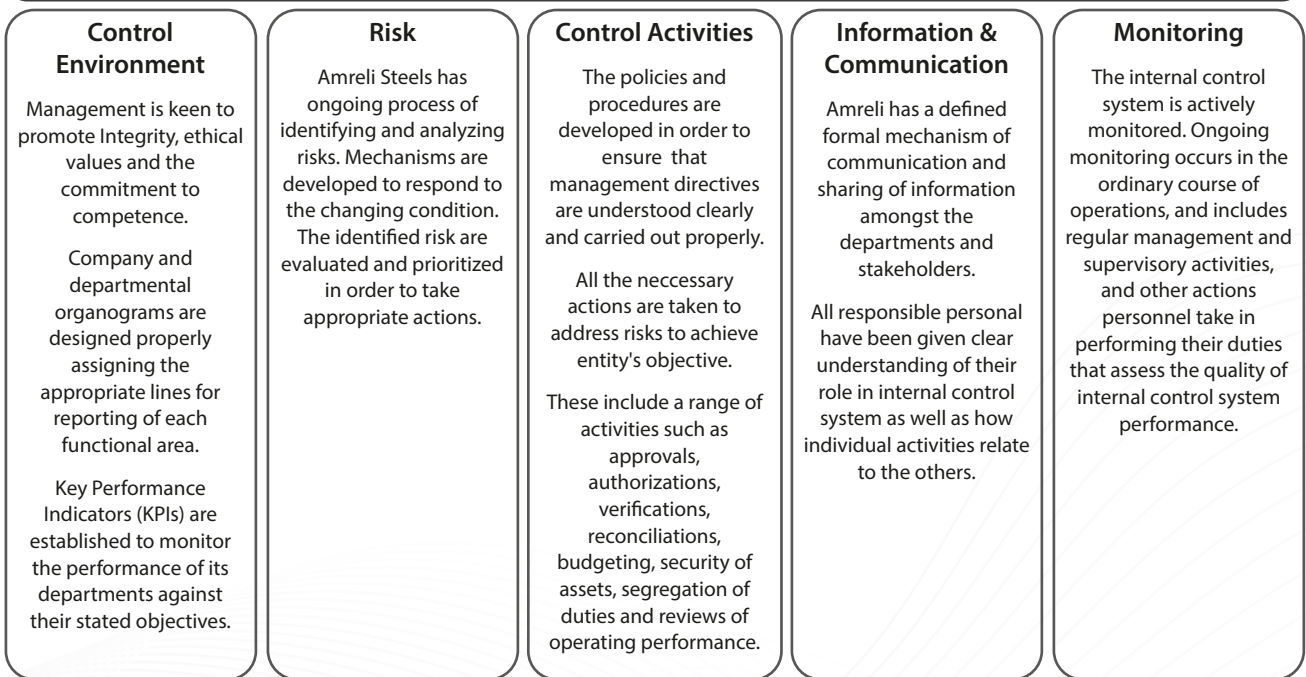 Control
Environment
Management is keen to
promote Integrity, ethical
values and the
commitment to
competence.
Company and
departmental
organograms are
designed properly
assigning the
appropriate lines for
reporting of each
functional area.
Key Performance
Indicators (KPIs) are
established to monitor
the performance of its
departments against
their stated objectives.
Risk
Amreli Steels has
ongoing process of
identifying and analyzing
risks. Mechanisms are
developed to respond to
the changing condition.
The identified risk are
evaluated and prioritized
in order to take
appropriate actions.
Control Activities
The policies and
procedures are
developed in order to
ensure that
management directives
are understood clearly
and carried out properly.
All the neccessary
actions are taken to
address risks to achieve
entity's objective.
These include a range of
activities such as
approvals,
authorizations,
verifications,
reconciliations,
budgeting, security of
assets, segregation of
duties and reviews of
operating performance.
Information &
Communication
Amreli has a defined
formal mechanism of
communication and
sharing of information
amongst the
departments and
stakeholders.
All responsible personal
have been given clear
understanding of their
role in internal control
system as well as how
individual activities relate
to the others.
Monitoring
The internal control
system is actively
monitored. Ongoing
monitoring occurs in the
ordinary course of
operations, and includes
regular management and
supervisory activities,
and other actions
personnel take in
performing their duties
that assess the quality of
internal control system
performance.